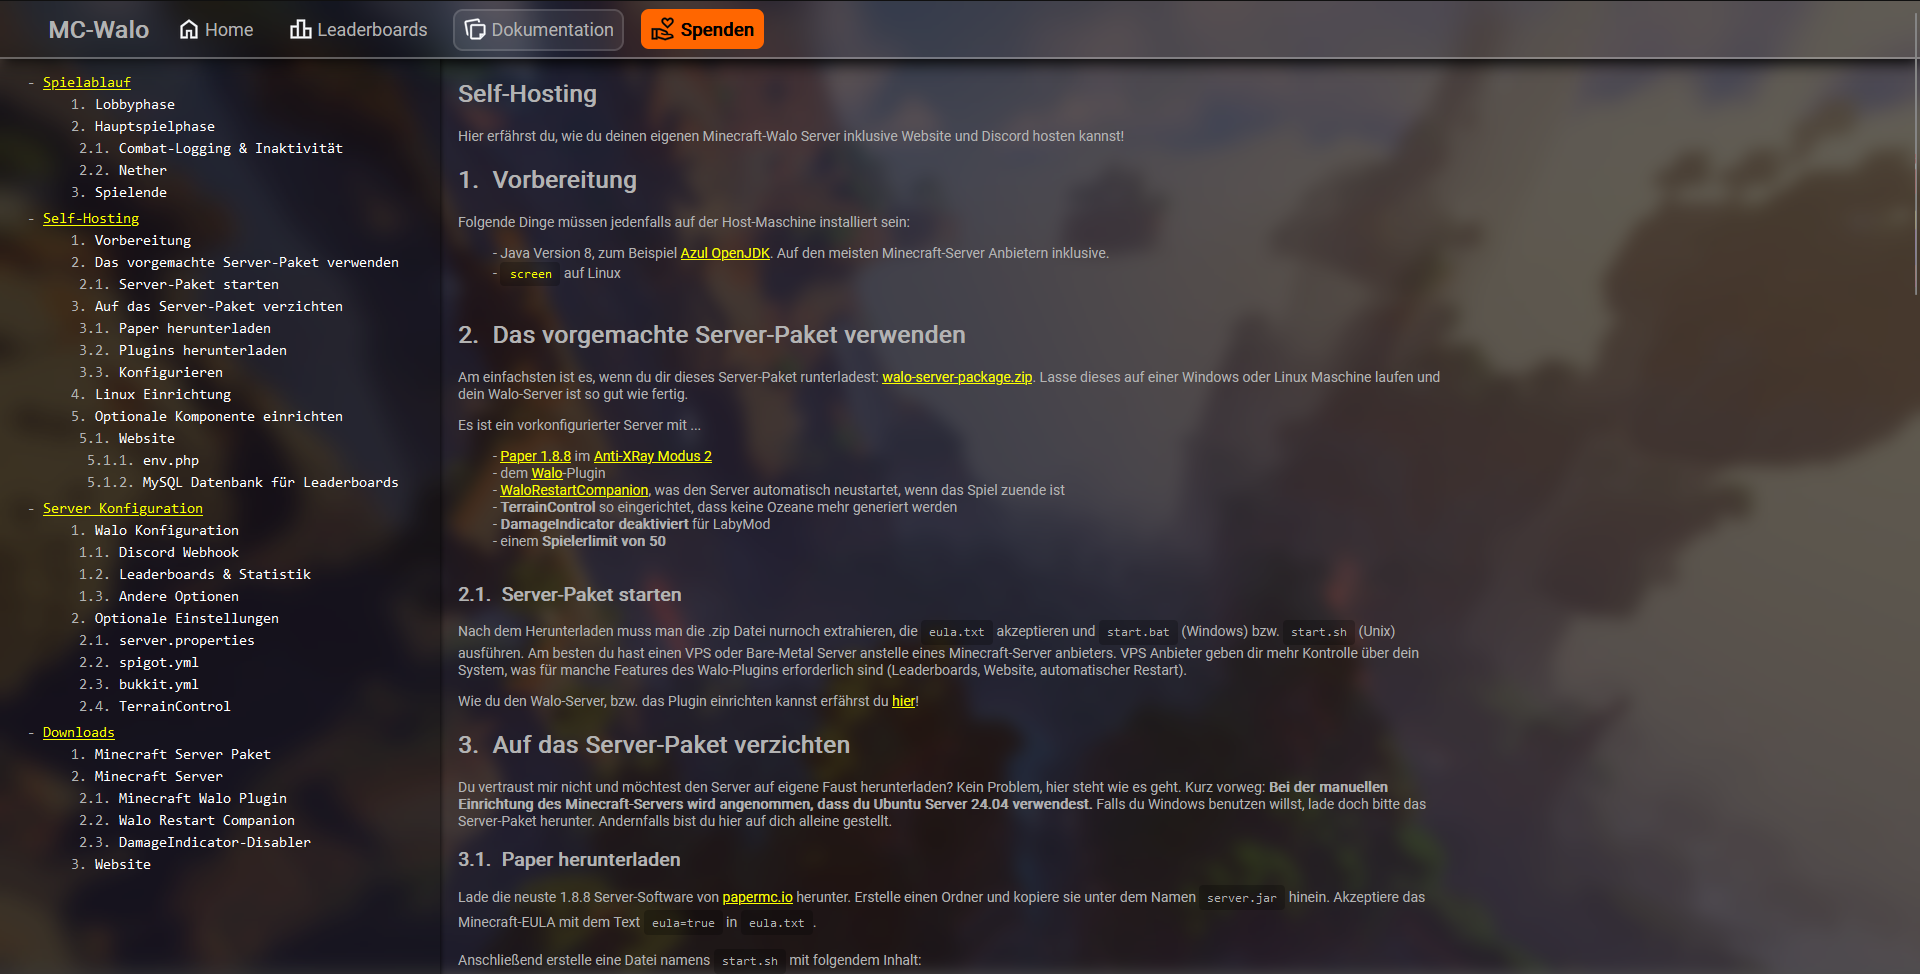 MC-Walo Home Leaderboards Dokumentation Spenden
- Spielablauf
1. Lobbyphase
2. Hauptspielphase
2.1. Combat-Logging & Inaktivität
2.2. Nether
3. Spielende
- Self-Hosting
1. Vorbereitung
2. Das vorgemachte Server-Paket verwenden
2.1. Server-Paket starten
3. Auf das Server-Paket verzichten
3.1. Paper herunterladen
3.2. Plugins herunterladen
3.3. Konfigurieren
4. Linux Einrichtung
5. Optionale Komponente einrichten
5.1. Website
5.1.1. env.php
5.1.2. MySQL Datenbank für Leaderboards
- Server Konfiguration
1. Walo Konfiguration
1.1. Discord Webhook
1.2. Leaderboards & Statistik
1.3. Andere Optionen
2. Optionale Einstellungen
2.1. server.properties
2.2. spigot.yml
2.3. bukkit.yml
2.4. TerrainControl
- Downloads
1. Minecraft Server Paket
2. Minecraft Server
2.1. Minecraft Walo Plugin
2.2. Walo Restart Companion
2.3. DamageIndicator-Disabler
3. Website
Self-Hosting
Hier erfährst du, wie du deinen eigenen Minecraft-Walo Server inklusive Website und Discord hosten kannst!
1. Vorbereitung
Folgende Dinge müssen jedenfalls auf der Host-Maschine installiert sein:
- Java Version 8, zum Beispiel Azul OpenJDK. Auf den meisten Minecraft-Server Anbietern inklusive.
- screen auf Linux
2. Das vorgemachte Server-Paket verwenden
Am einfachsten ist es, wenn du dir dieses Server-Paket runterladest: walo-server-package.zip. Lasse dieses auf einer Windows oder Linux Maschine laufen und
dein Walo-Server ist so gut wie fertig.
Es ist ein vorkonfigurierter Server mit ...
- Paper 1.8.8 im Anti-XRay Modus 2
- dem Walo-Plugin
- WaloRestartCompanion, was den Server automatisch neustartet, wenn das Spiel zuende ist
- TerrainControl so eingerichtet, dass keine Ozeane mehr generiert werden
- DamageIndicator deaktiviert für LabyMod
- einem Spielerlimit von 50
2.1. Server-Paket starten
Nach dem Herunterladen muss man die .zip Datei nurnoch extrahieren, die eula.txt akzeptieren und start.bat (Windows) bzw. start.sh (Unix)
ausführen. Am besten du hast einen VPS oder Bare-Metal Server anstelle eines Minecraft-Server anbieters. VPS Anbieter geben dir mehr Kontrolle über dein
System, was für manche Features des Walo-Plugins erforderlich sind (Leaderboards, Website, automatischer Restart).
Wie du den Walo-Server, bzw. das Plugin einrichten kannst erfährst du hier!
3. Auf das Server-Paket verzichten
Du vertraust mir nicht und möchtest den Server auf eigene Faust herunterladen? Kein Problem, hier steht wie es geht. Kurz vorweg: Bei der manuellen
Einrichtung des Minecraft-Servers wird angenommen, dass du Ubuntu Server 24.04 verwendest. Falls du Windows benutzen willst, lade doch bitte das
Server-Paket herunter. Andernfalls bist du hier auf dich alleine gestellt.
3.1. Paper herunterladen
Lade die neuste 1.8.8 Server-Software von papermc.io herunter. Erstelle einen Ordner und kopiere sie unter dem Namen server.jar hinein. Akzeptiere das
Minecraft-EULA mit dem Text eula=true in eula.txt .
Anschließend erstelle eine Datei namens start.sh mit folgendem Inhalt: